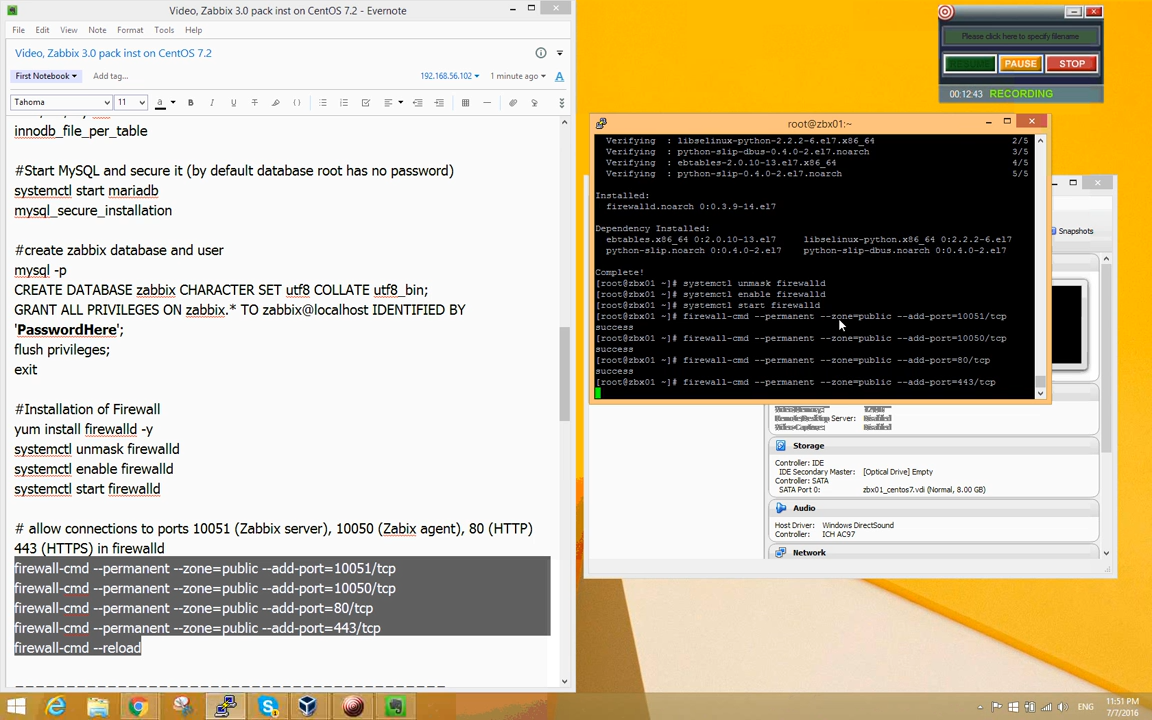 Video, Zabbix 3.0 pack inst on CentOS 7.2 - Evernote
File Edit View Note Format Tools Help
Video, Zabbix 3.0 pack inst on CentOS 7.2
First Notebook Add tag...
192.168.56.102 1 minute ago
Tahoma 11 a B I U T
innodb_file_per_table
#Start MySQL and secure it (by default database root has no password)
systemctl start mariadb
mysql_secure_installation
#create zabbix database and user
mysql -p
CREATE DATABASE zabbix CHARACTER SET utf8 COLLATE utf8_bin;
GRANT ALL PRIVILEGES ON zabbix.* TO zabbix@localhost IDENTIFIED BY
'PasswordHere';
flush privileges;
exit
#Installation of Firewall
yum install firewalld -y
systemctl unmask firewalld
systemctl enable firewalld
systemctl start firewalld
# allow connections to ports 10051 (Zabbix server), 10050 (Zabix agent), 80 (HTTP)
443 (HTTPS) in firewalld
firewall-cmd --permanent --zone=public --add-port=10051/tcp
firewall-cmd --permanent --zone=public --add-port=10050/tcp
firewall-cmd --permanent --zone=public --add-port=80/tcp
firewall-cmd --permanent --zone=public --add-port=443/tcp
firewall-cmd --reload
Please click here to specify filename
PAUSE STOP
00:12:43 RECORDING
root@zbx01:~
Verifying : libselinux-python-2.2.2-6.el7.x86_64 2/5
Verifying : python-slip-dbus-0.4.0-2.el7.noarch 3/5
Verifying : ebtables-2.0.10-13.el7.x86_64 4/5
Verifying : python-slip-0.4.0-2.el7.noarch 5/5
Installed:
firewalld.noarch 0:0.3.9-14.el7
Dependency Installed:
ebtables.x86_64 0:2.0.10-13.el7 libselinux-python.x86_64 0:2.2.2-6.el7
python-slip.noarch 0:0.4.0-2.el7 python-slip-dbus.noarch 0:0.4.0-2.el7
Complete!
[root@zbx01 ~]# systemctl unmask firewalld
[root@zbx01 ~]# systemctl enable firewalld
[root@zbx01 ~]# systemctl start firewalld
[root@zbx01 ~]# firewall-cmd --permanent --zone=public --add-port=10051/tcp
success
[root@zbx01 ~]# firewall-cmd --permanent --zone=public --add-port=10050/tcp
success
[root@zbx01 ~]# firewall-cmd --permanent --zone=public --add-port=80/tcp
success
[root@zbx01 ~]# firewall-cmd --permanent --zone=public --add-port=443/tcp
Snapshots
Storage
Controller: IDE
IDE Secondary Master: [Optical Drive] Empty
Controller: SATA
SATA Port 0: zbx01_centos7.vdi (Normal, 8.00 GB)
Audio
Host Driver: Windows DirectSound
Controller: ICH AC97
Network
ENG
11:51 PM
7/7/2016